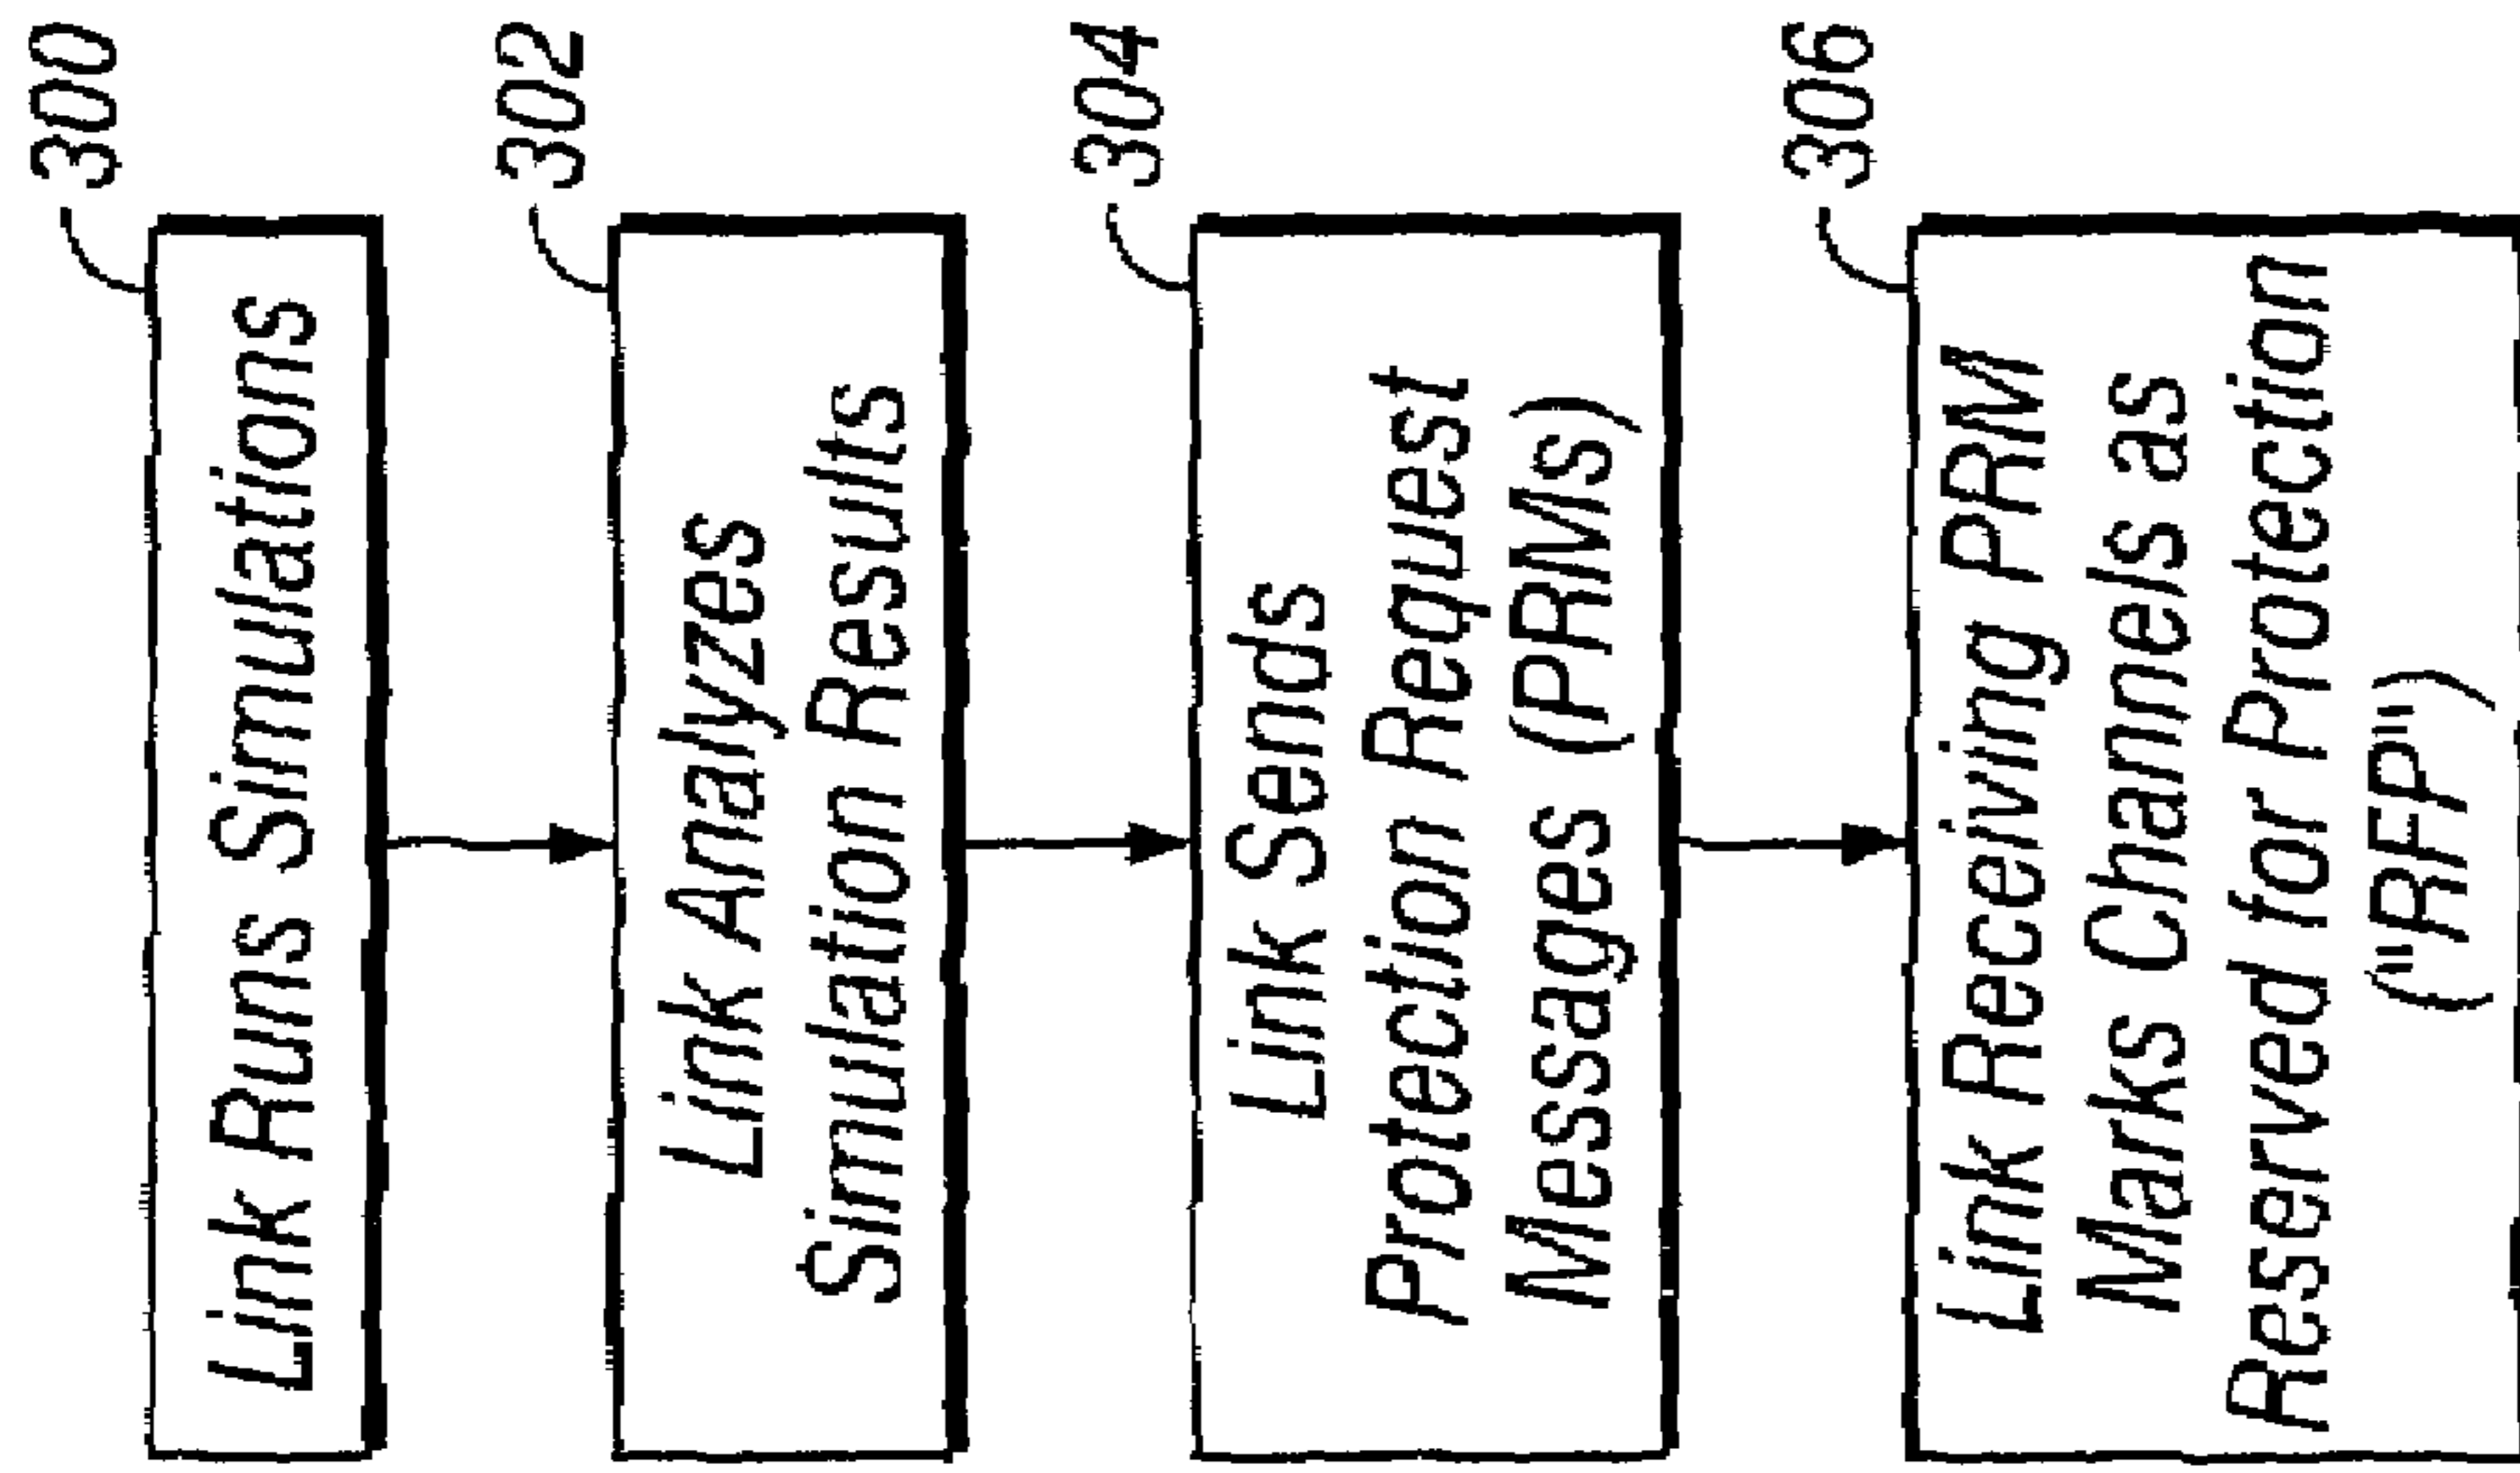 300
Link Runs Simulations
302
Link Analyzes
Simulation Results
304
Link Sends
Protection Request
Messages (PRMs)
306
Link Receiving PRM
Marks Channels as
Reserved for Protection
("RFP")